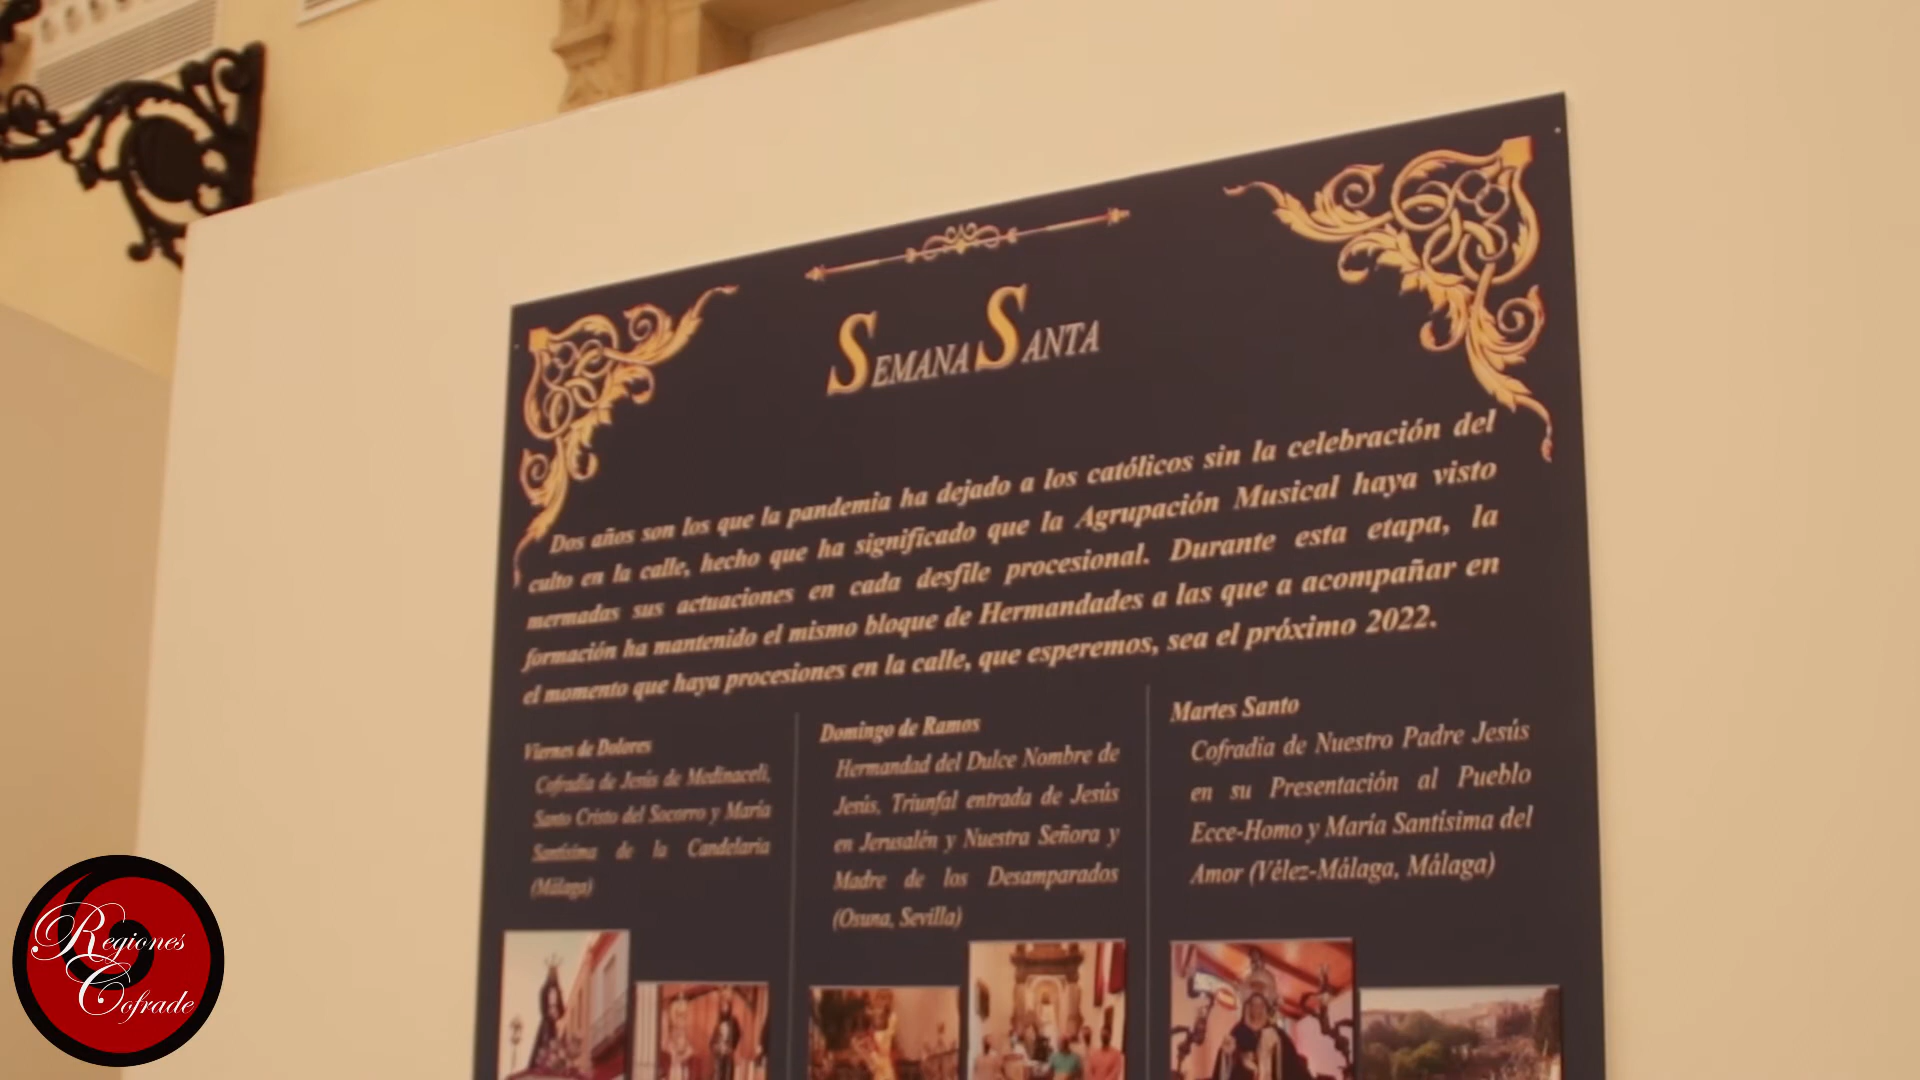 SEMANA SANTA
Dos años son los que la pandemia ha dejado a los católicos sin la celebración del
culto en la calle, hecho que ha significado que la Agrupación Musical haya visto
mermadas sus actuaciones en cada desfile procesional. Durante esta etapa, la
formación ha mantenido el mismo bloque de Hermandades a las que a acompañar en
el momento que haya procesiones en la calle, que esperemos, sea el próximo 2022.
Viernes de Dolores
Cofradía de Jesús de Medinaceli,
Santo Cristo del Socorro y María
Santísima de la Candelaria
(Málaga)
Domingo de Ramos
Hermandad del Dulce Nombre de
Jesús, Triunfal entrada de Jesús
en Jerusalén y Nuestra Señora y
Madre de los Desamparados
(Osuna, Sevilla)
Martes Santo
Cofradía de Nuestro Padre Jesús
en su Presentación al Pueblo
Ecce-Homo y María Santísima del
Amor (Vélez-Málaga, Málaga)
Regiones
Cofrade